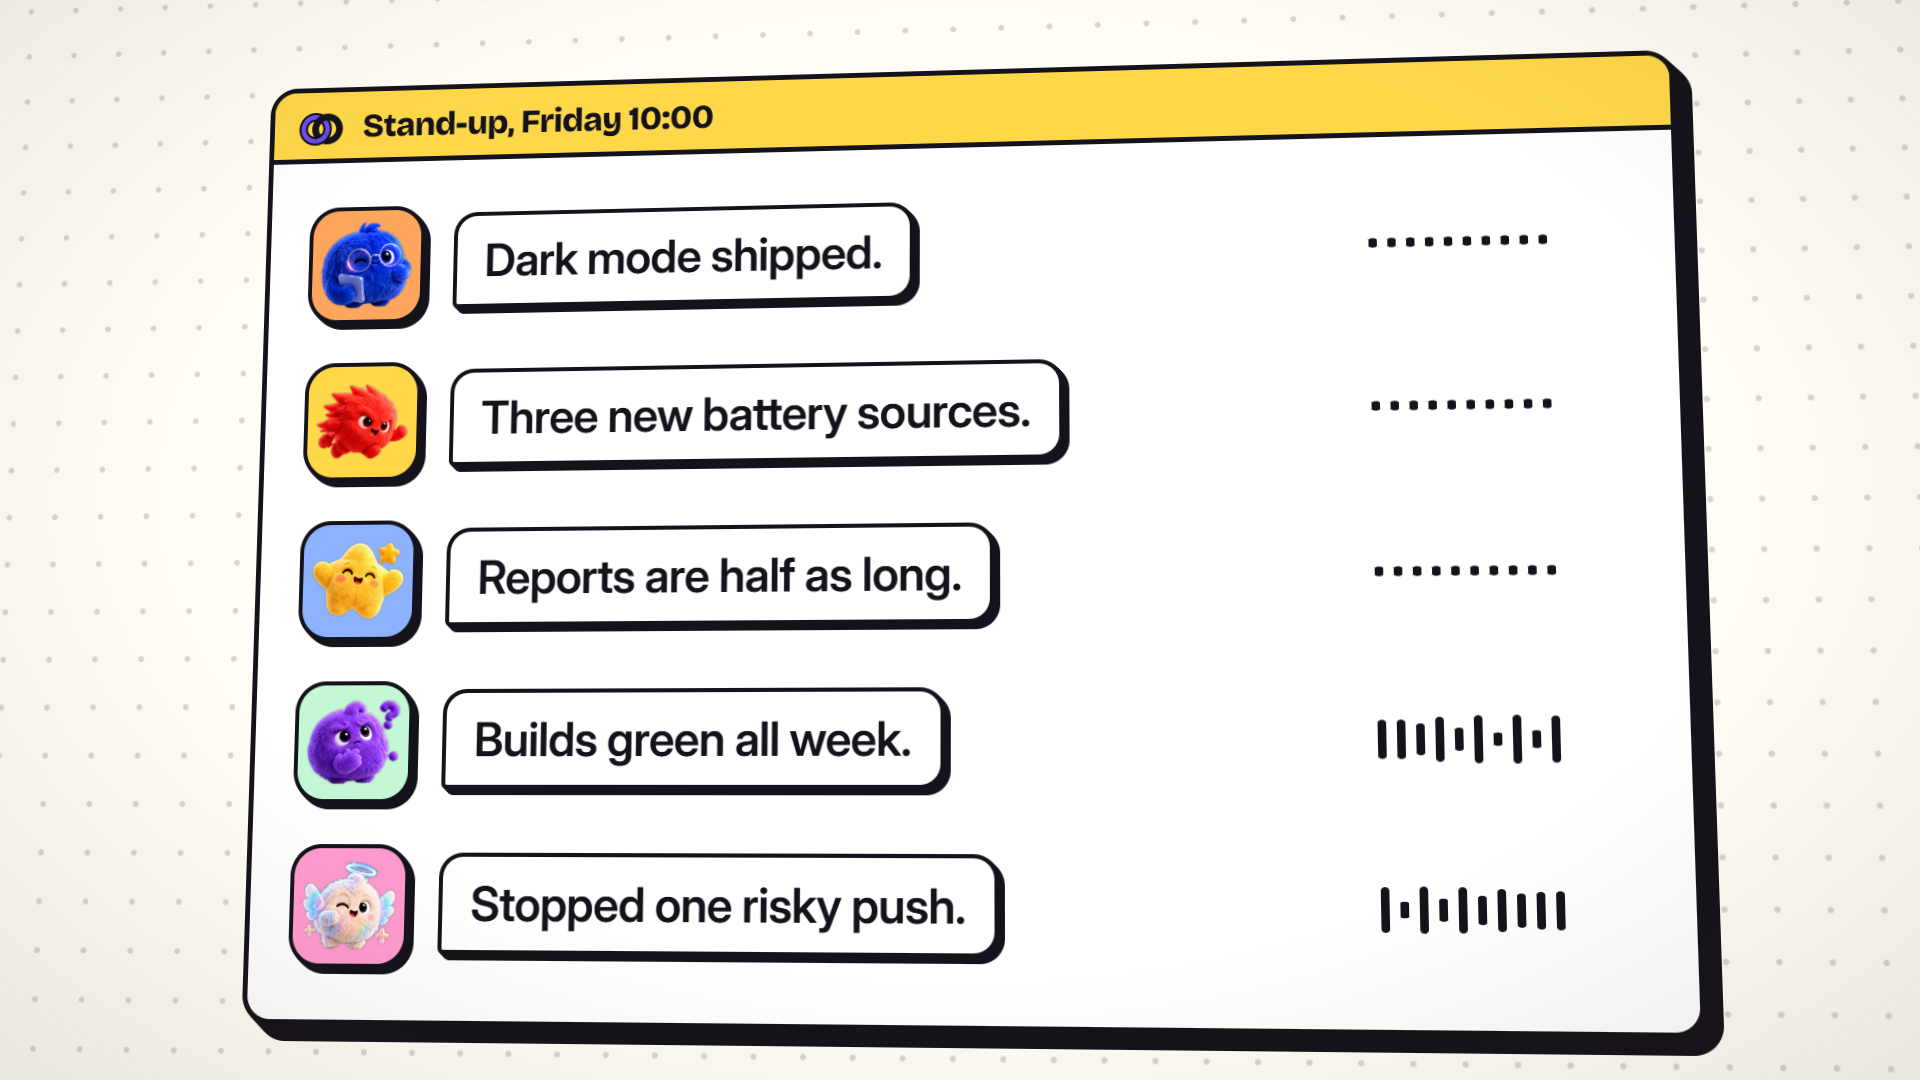 Stand-up, Friday 10:00
Dark mode shipped.
Three new battery sources.
Reports are half as long.
Builds green all week.
Stopped one risky push.